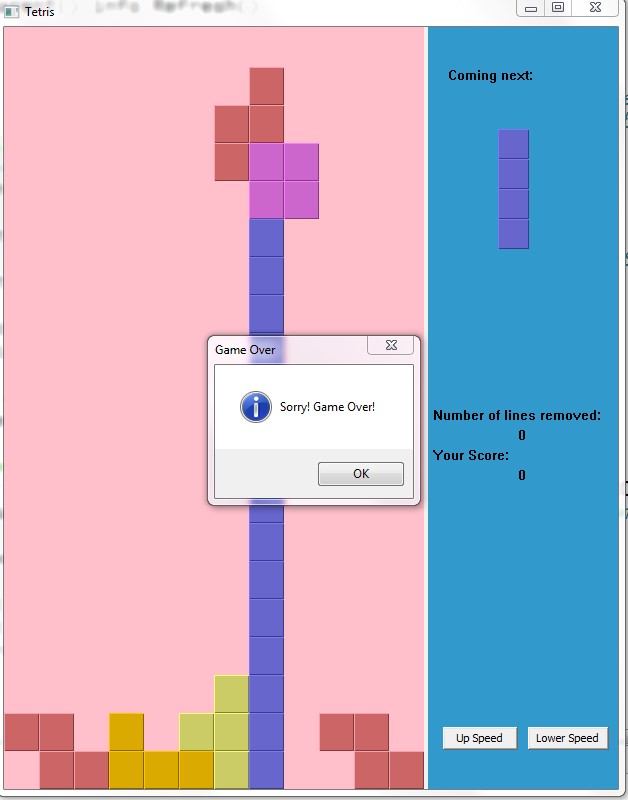 Tetris
Coming next:
Game Over
Sorry! Game Over!
OK
Number of lines removed:
0
Your Score:
0
Up Speed
Lower Speed